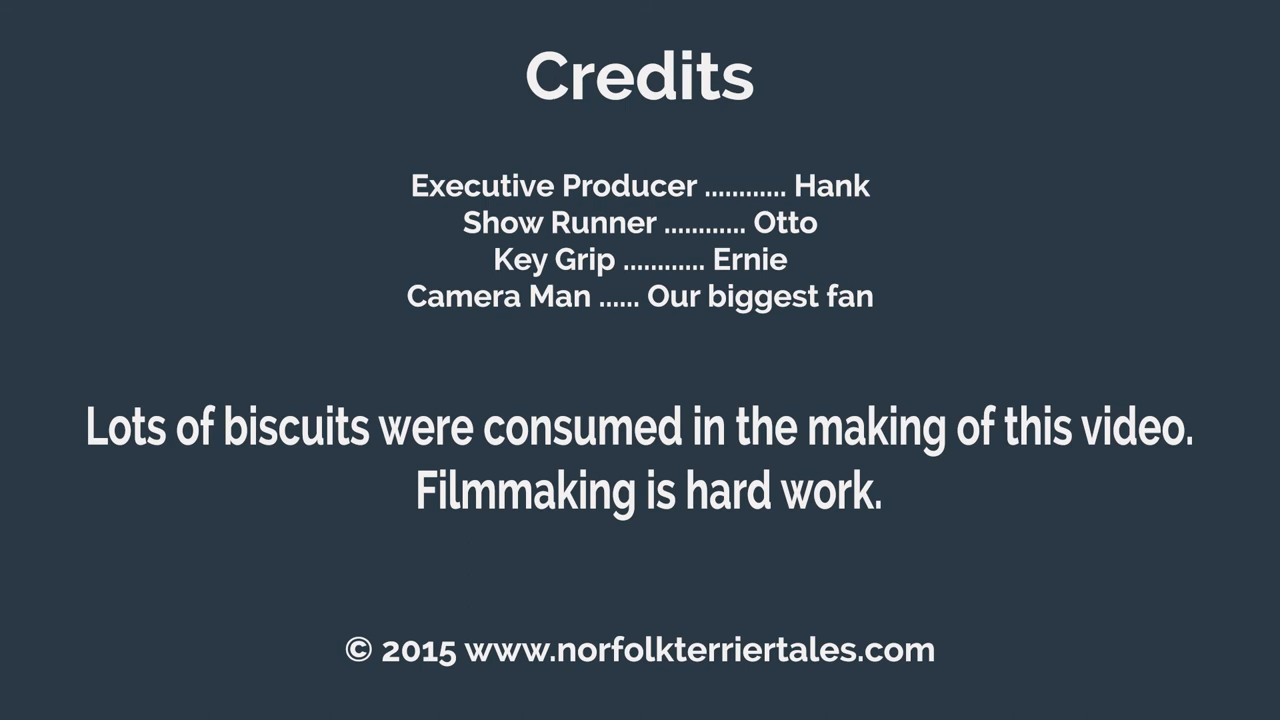 Credits
Executive Producer ............ Hank
Show Runner ............ Otto
Key Grip ............ Ernie
Camera Man ...... Our biggest fan
Lots of biscuits were consumed in the making of this video.
Filmmaking is hard work.
© 2015 www.norfolkterriertales.com